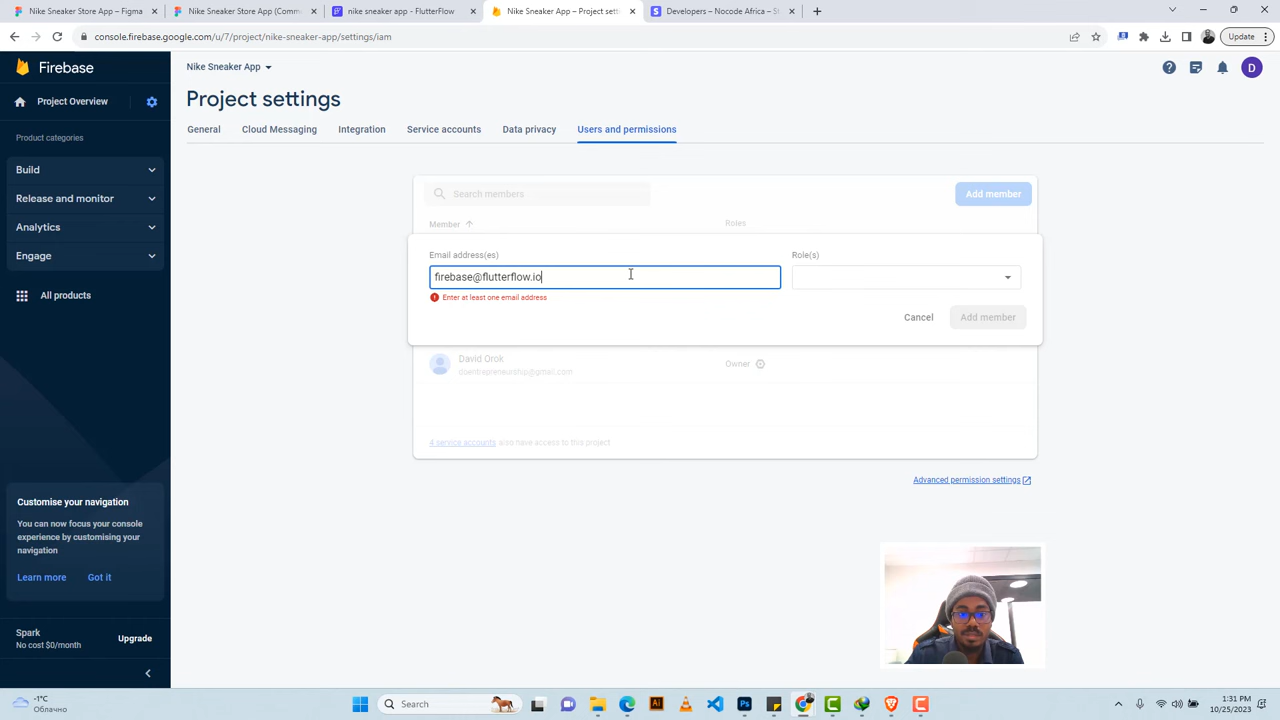 Nike Sneaker Store App – Figma
Nike Sneaker Store App (Comm
nike sneaker app - FlutterFlow
Nike Sneaker App – Project setti
Developers – Nocode Africa – St
console.firebase.google.com/u/7/project/nike-sneaker-app/settings/iam
Update
Firebase
Nike Sneaker App
D
Project Overview
Project settings
General
Cloud Messaging
Integration
Service accounts
Data privacy
Users and permissions
Product categories
Build
Release and monitor
Analytics
Engage
All products
Search members
Add member
Member
Roles
Email address(es)
Role(s)
firebase@flutterflow.io
Enter at least one email address
Cancel
Add member
David Orok
dsentrepreneurship@gmail.com
Owner
4 service accounts also have access to this project
Advanced permission settings
Customise your navigation
You can now focus your console
experience by customising your
navigation
Learn more
Got it
Spark
No cost $0/month
Upgrade
-1°C
Облачно
Search
1:31 PM
10/25/2023